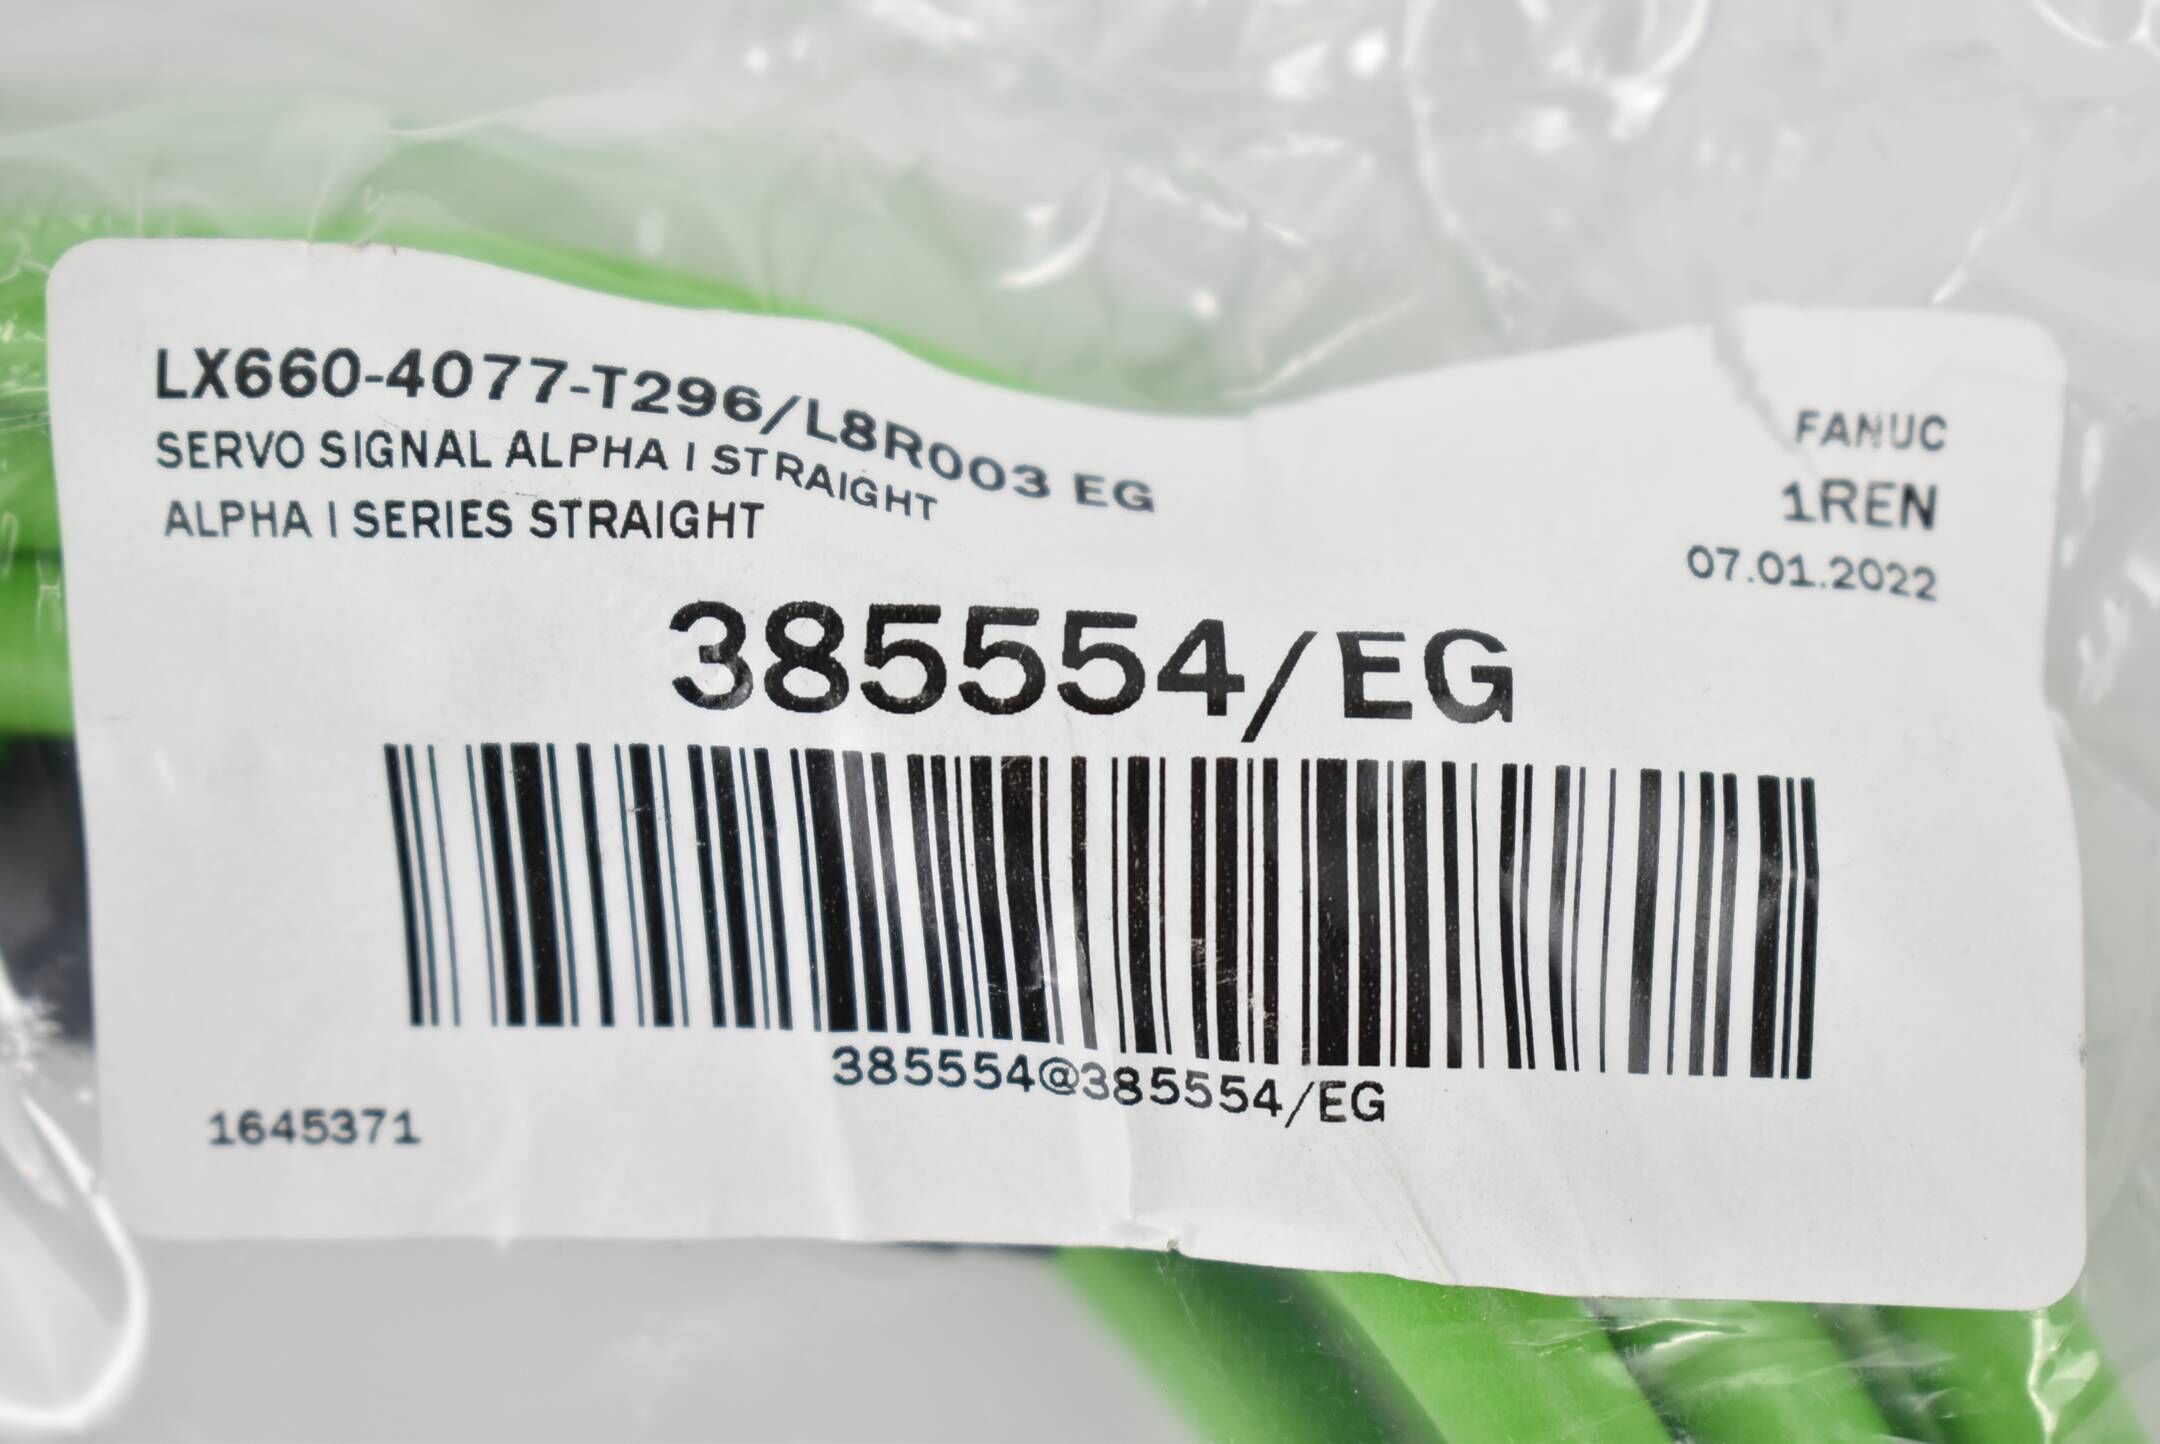 LX660-4077-T296/L8R003 EG
SERVO SIGNAL ALPHA I STRAIGHT
ALPHA I SERIES STRAIGHT
FANUC
1REN
07.01.2022
385554/EG
385554@385554/EG
1645371